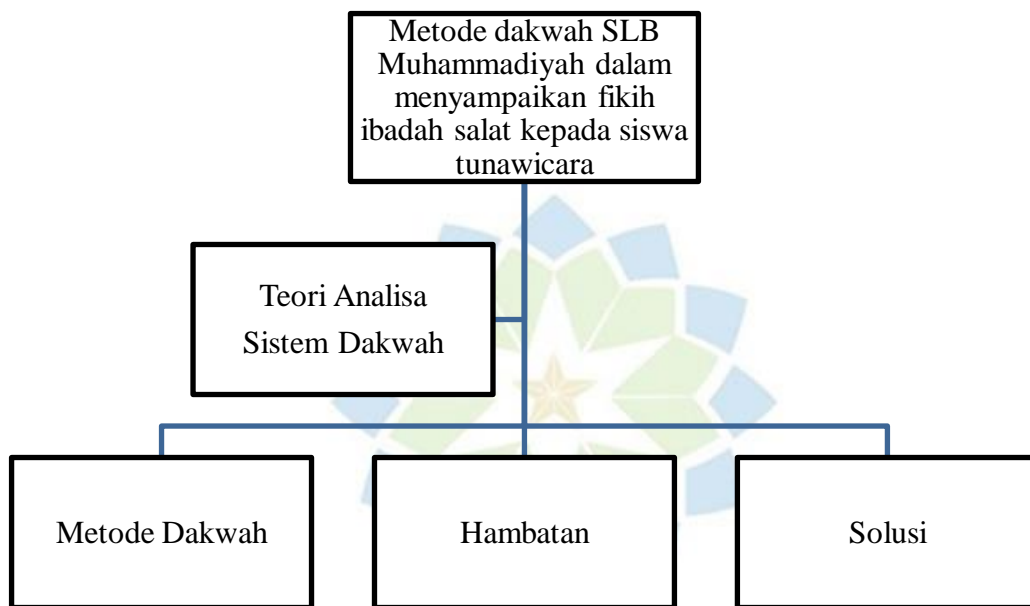 Metode dakwah SLB
Muhammadiyah dalam
menyampaikan fikih
ibadah salat kepada siswa
tunawicara
Teori Analisa
Sistem Dakwah
Metode Dakwah
Hambatan
Solusi